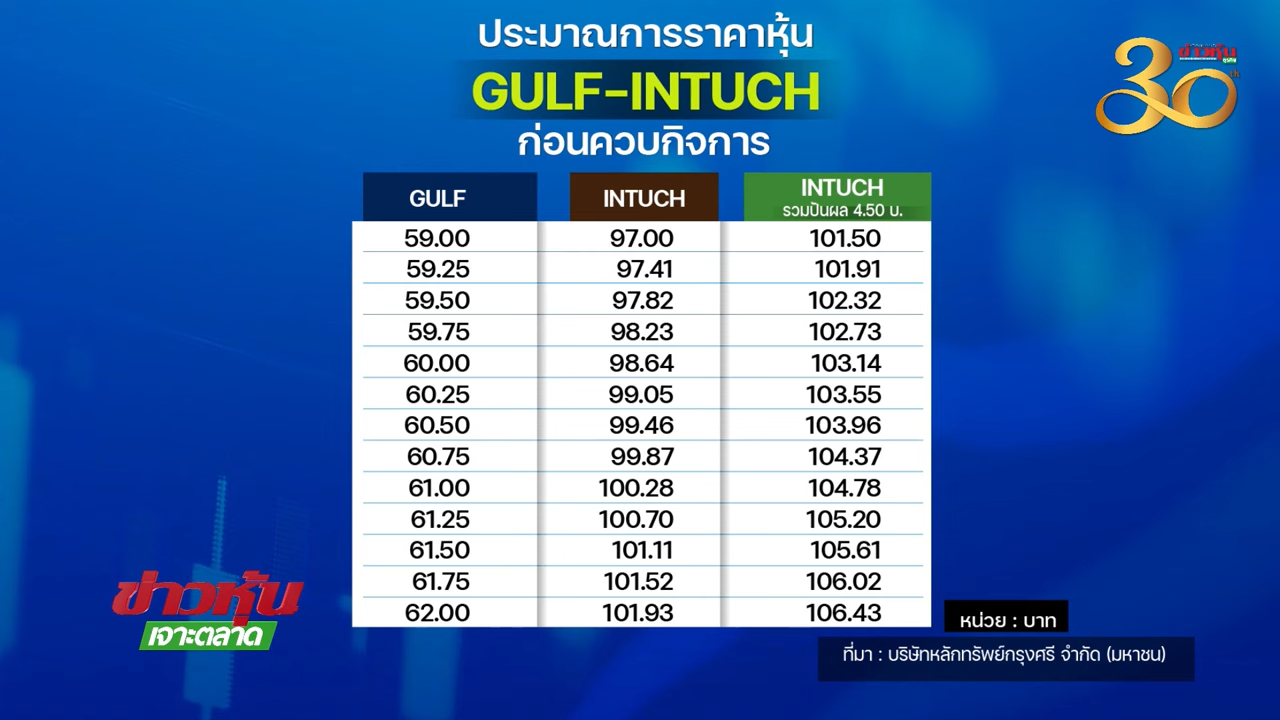 ประมาณการราคาหุ้น
GULF-INTUCH
ก่อนควบกิจการ
30th
ข่าวหุ้น
ธุรกิจ
GULF INTUCH INTUCH
รวมปันผล 4.50 บ.
59.00 97.00 101.50
59.25 97.41 101.91
59.50 97.82 102.32
59.75 98.23 102.73
60.00 98.64 103.14
60.25 99.05 103.55
60.50 99.46 103.96
60.75 99.87 104.37
61.00 100.28 104.78
61.25 100.70 105.20
61.50 101.11 105.61
61.75 101.52 106.02
62.00 101.93 106.43
ข่าวหุ้น
เจาะตลาด
หน่วย : บาท
ที่มา : บริษัทหลักทรัพย์กรุงศรี จำกัด (มหาชน)